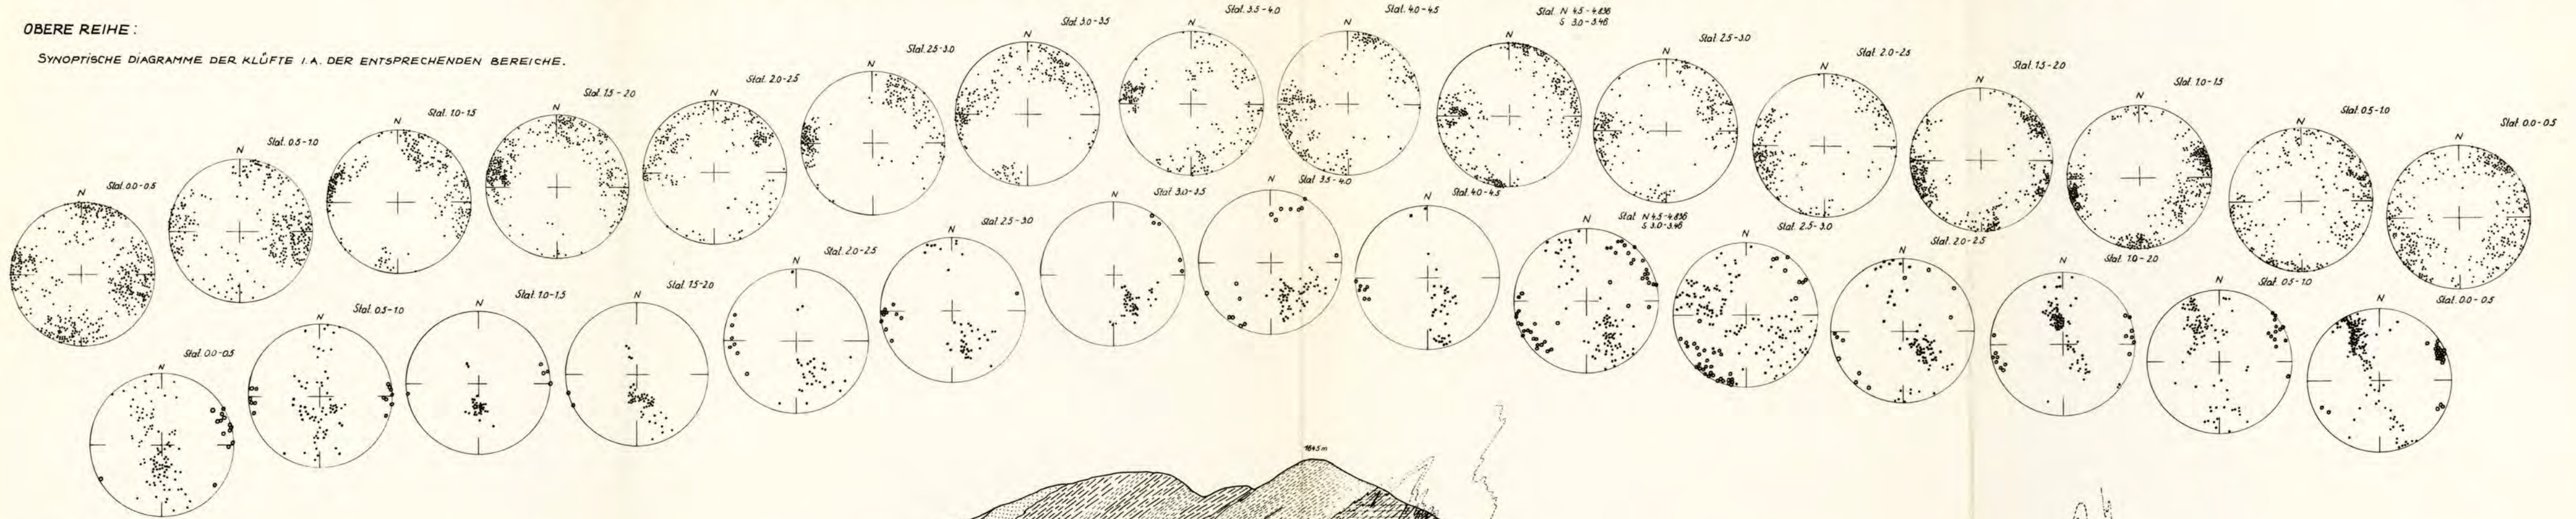 OBERE REIHE:
SYNOPTISCHE DIAGRAMME DER KLÜFTE I.A. DER ENTSPRECHENDEN BEREICHE.
Stat. 0.0-0.5
N
Stat. 0.5-1.0
N
Stat. 1.0-1.5
N
Stat. 1.5-2.0
N
Stat. 2.0-2.5
N
Stat. 2.5-3.0
N
Stat. 3.0-3.5
N
Stat. 3.5-4.0
N
Stat. 4.0-4.5
N
Stat. N 4.5-4.836
S 3.0-3.46
N
Stat. 2.5-3.0
N
Stat. 2.0-2.5
N
Stat. 1.5-2.0
N
Stat. 1.0-1.5
N
Stat. 0.5-1.0
N
Stat. 0.0-0.5
N
Stat. 0.0-0.5
N
Stat. 0.5-1.0
N
Stat. 1.0-1.5
N
Stat. 1.5-2.0
N
Stat. 2.0-2.5
N
Stat. 2.5-3.0
N
Stat. 3.0-3.5
N
Stat. 3.5-4.0
N
Stat. 4.0-4.5
N
Stat. N 4.5-4.836
S 3.0-3.46
N
Stat. 2.5-3.0
N
Stat. 2.0-2.5
N
Stat. 1.0-2.0
N
Stat. 0.5-1.0
N
Stat. 0.0-0.5
N
1645m